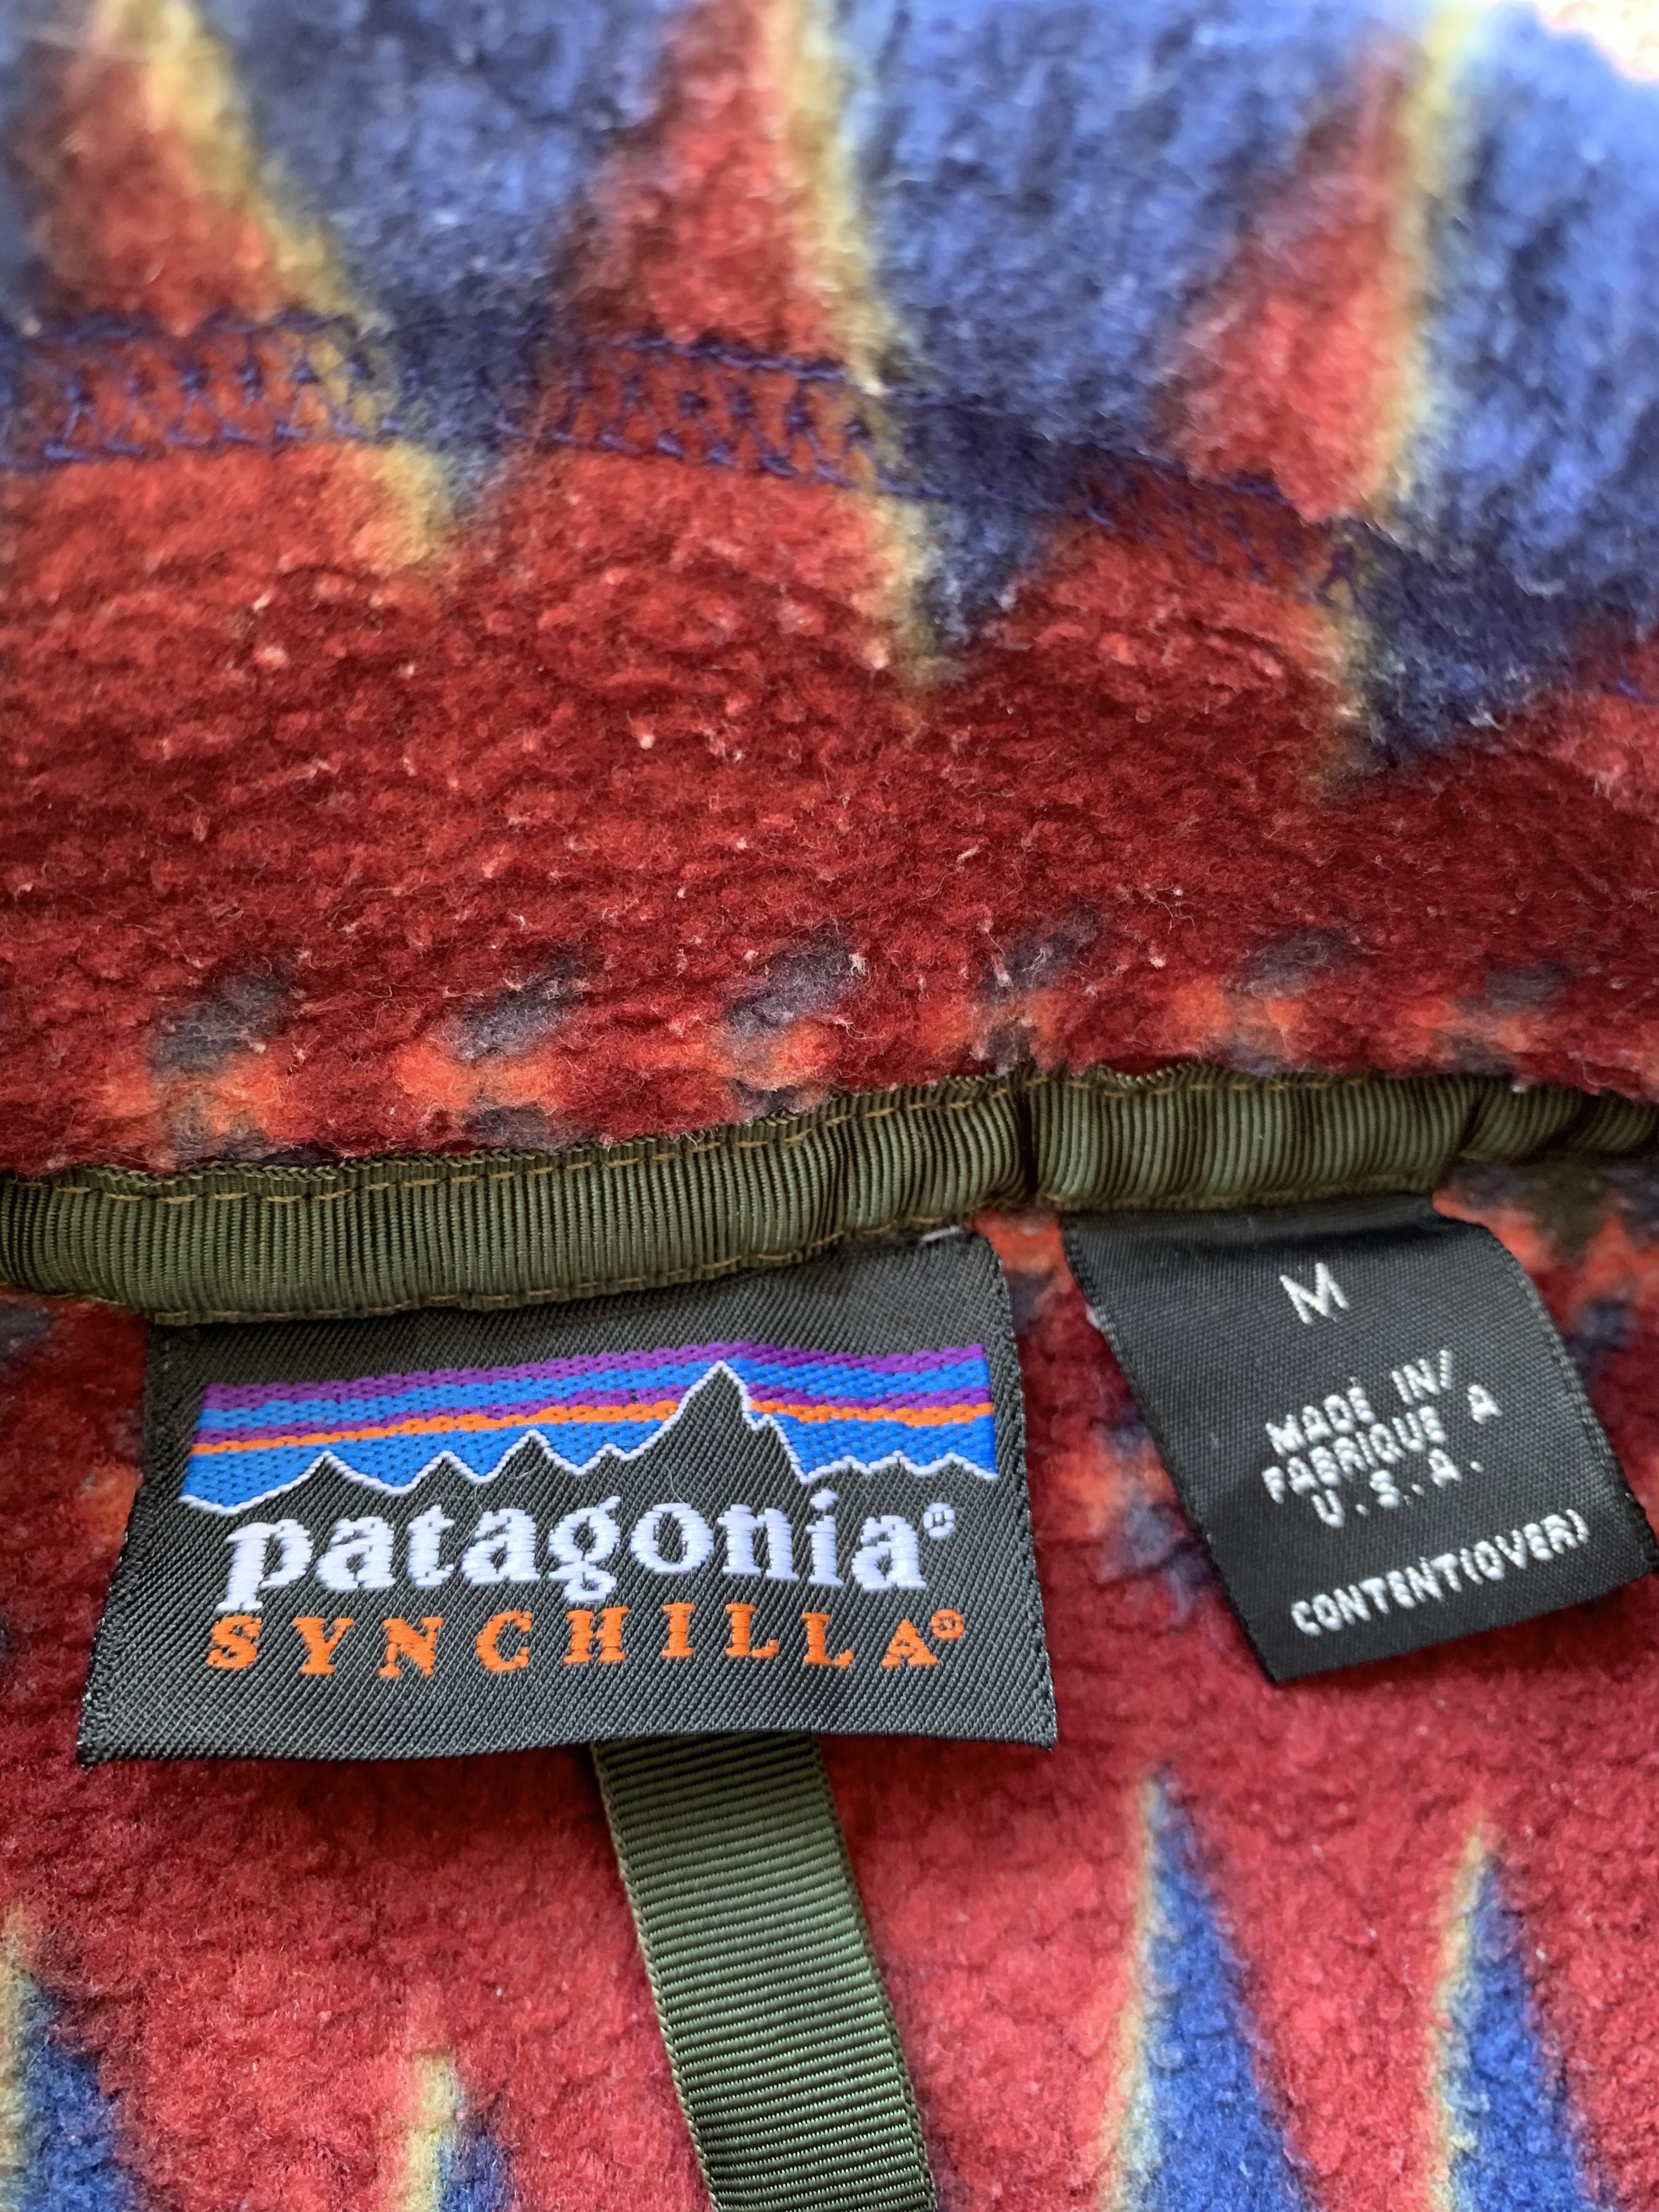 patagonia®
SYNCHILLA®
M
MADE IN/
FABRIQUE A
U.S.A.
CONTENT(OVER)